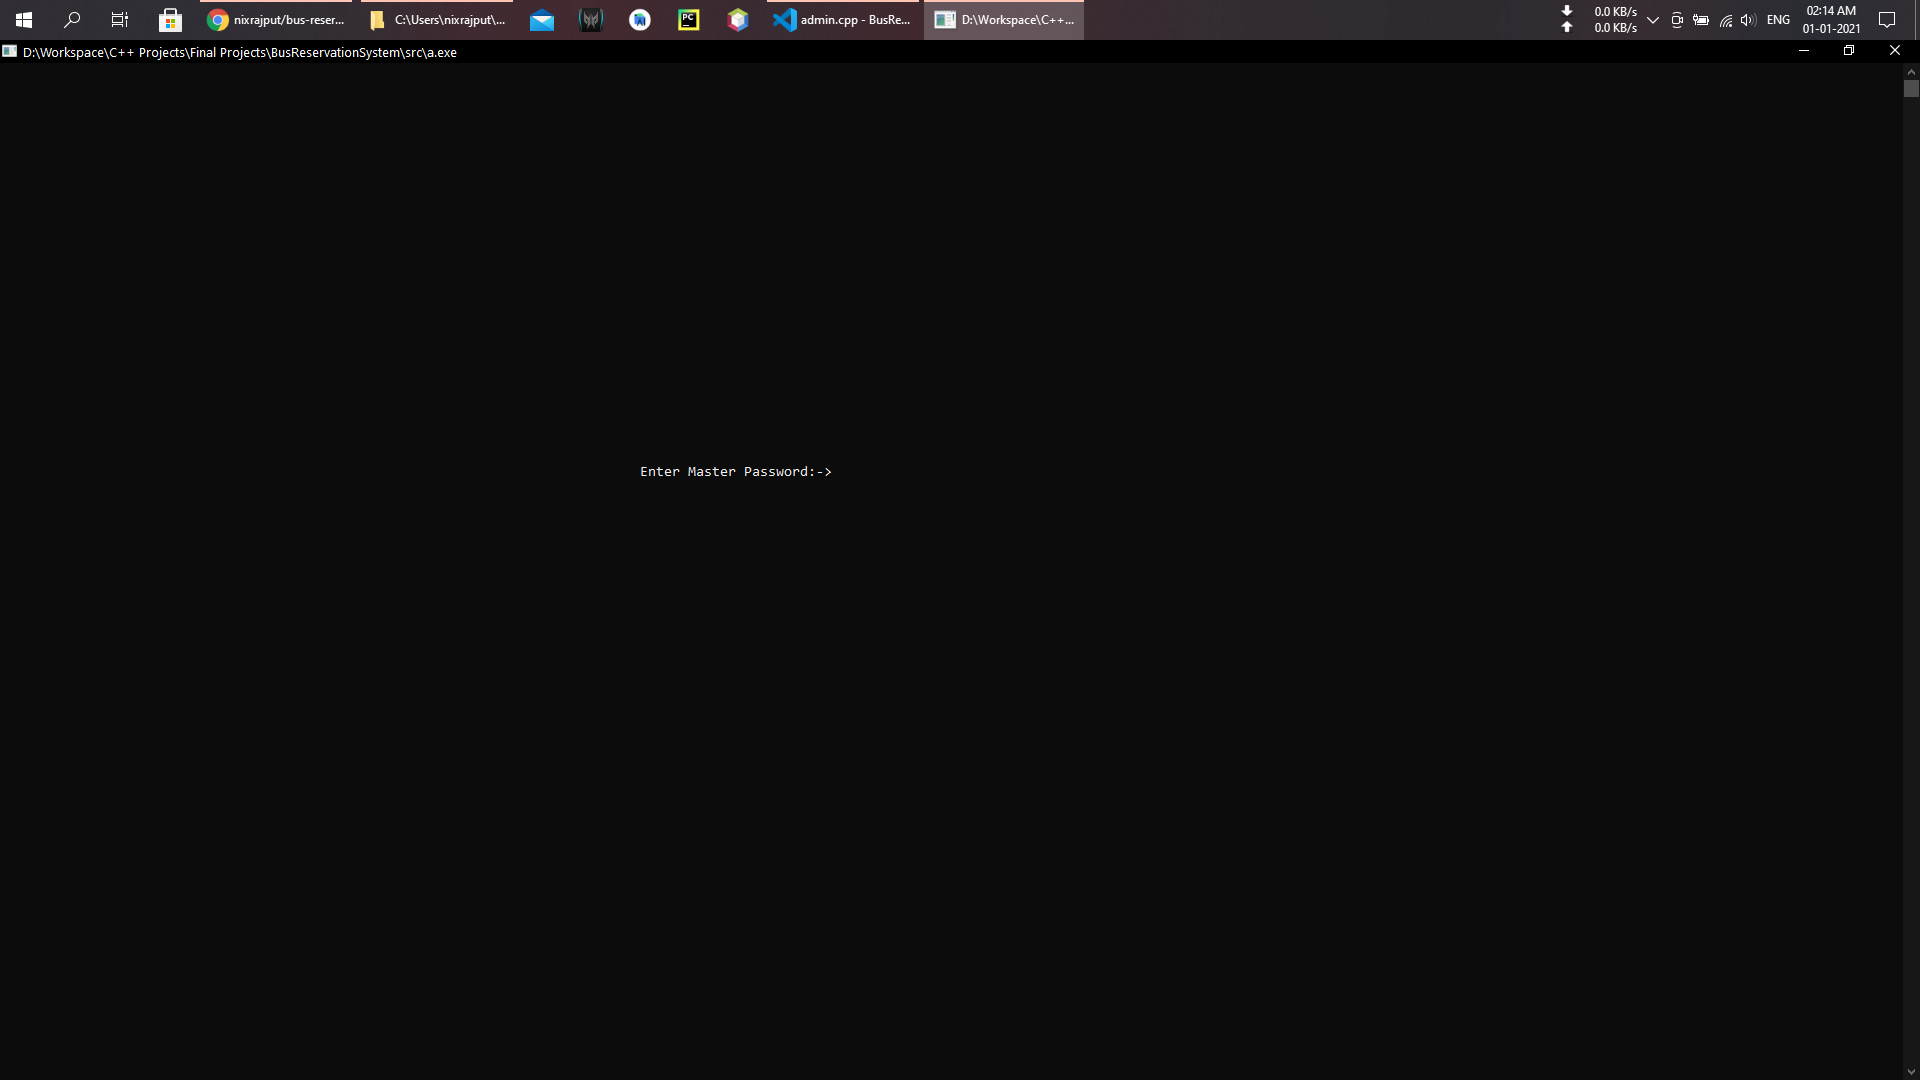 nixrajput/bus-reser...
C:\Users\nixrajput\...
PC
admin.cpp - BusRe...
D:\Workspace\C++...
0.0 KB/s
0.0 KB/s
ENG
02:14 AM
01-01-2021
D:\Workspace\C++ Projects\Final Projects\BusReservationSystem\src\a.exe
Enter Master Password:->